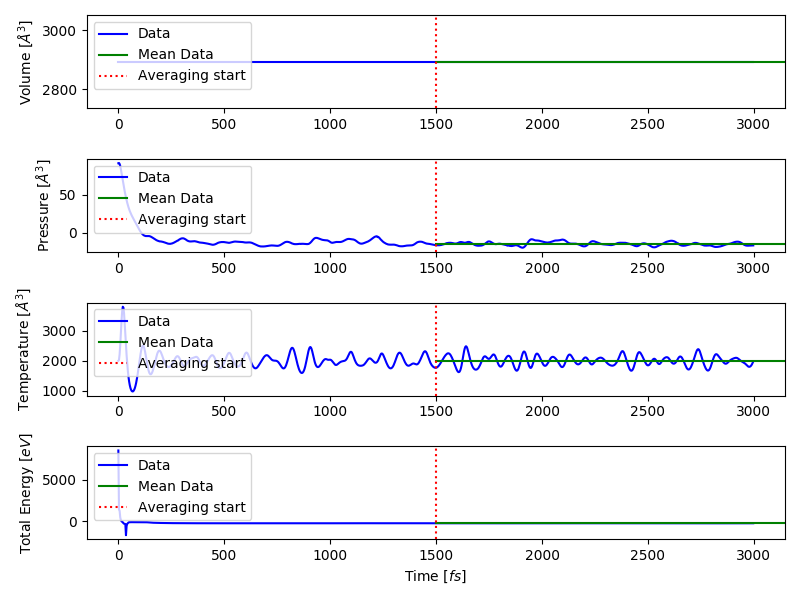 Volume [Å³]
3000
2800
Data
Mean Data
Averaging start
0 500 1000 1500 2000 2500 3000
Pressure [Å³]
50
0
Data
Mean Data
Averaging start
0 500 1000 1500 2000 2500 3000
Temperature [Å³]
3000
2000
1000
Data
Mean Data
Averaging start
0 500 1000 1500 2000 2500 3000
Total Energy [eV]
5000
0
Data
Mean Data
Averaging start
0 500 1000 1500 2000 2500 3000
Time [fs]